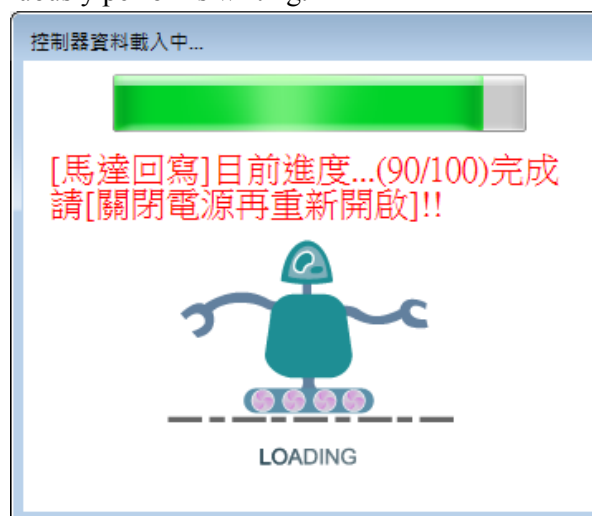 控制器資料載入中...
[馬達回寫]目前進度...(90/100)完成
請[關閉電源再重新開啟]!!
LOADING